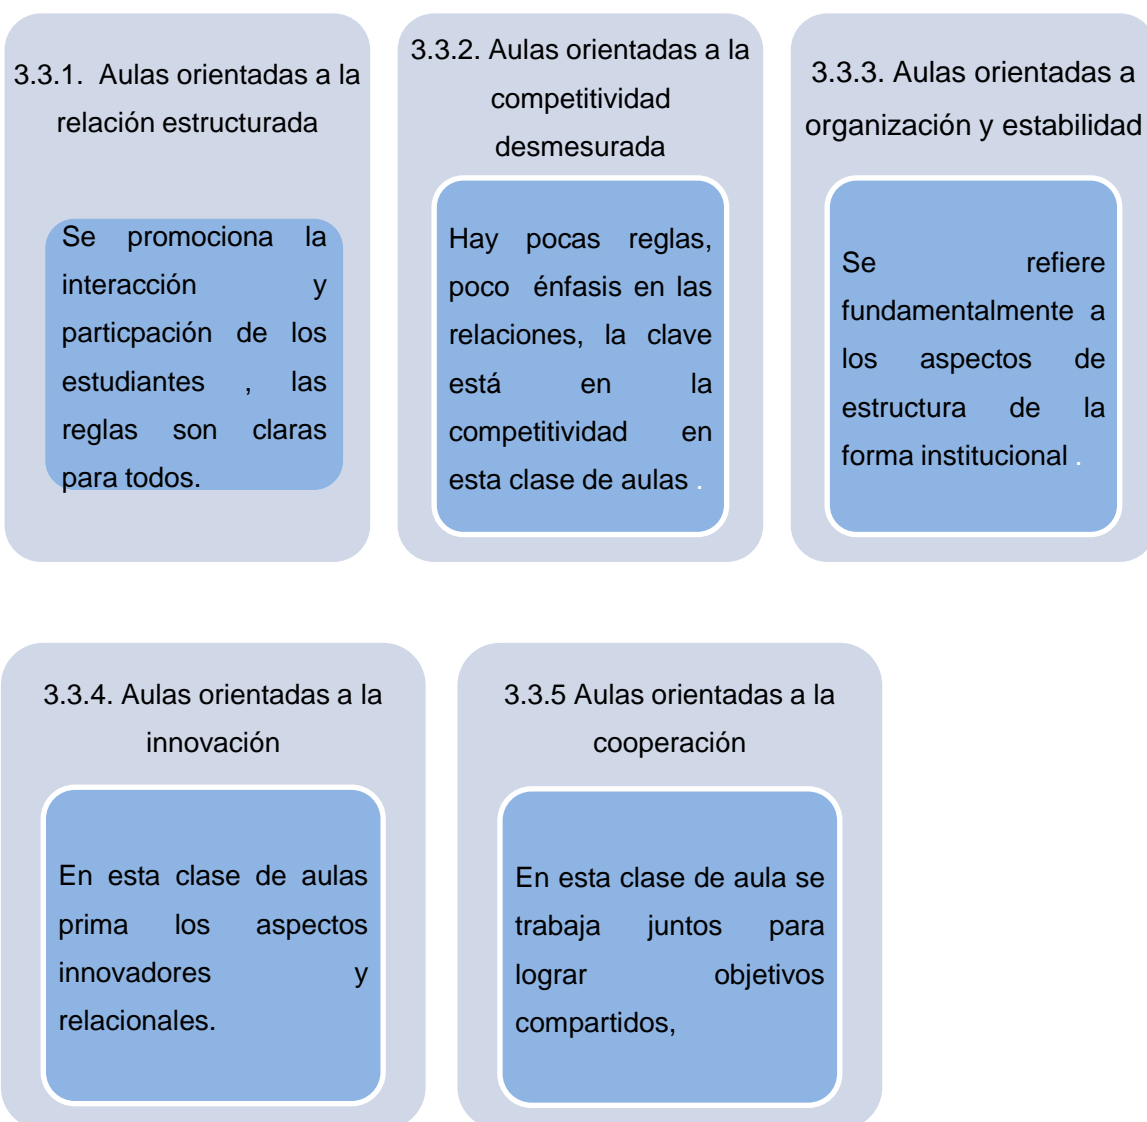 3.3.1. Aulas orientadas a la
relación estructurada
Se promociona la
interacción y
particpación de los
estudiantes , las
reglas son claras
para todos.
3.3.2. Aulas orientadas a la
competitividad
desmesurada
Hay pocas reglas,
poco énfasis en las
relaciones, la clave
está en la
competitividad en
esta clase de aulas .
3.3.3. Aulas orientadas a
organización y estabilidad
Se refiere
fundamentalmente a
los aspectos de
estructura de la
forma institucional .
3.3.4. Aulas orientadas a la
innovación
En esta clase de aulas
prima los aspectos
innovadores y
relacionales.
3.3.5 Aulas orientadas a la
cooperación
En esta clase de aula se
trabaja juntos para
lograr objetivos
compartidos,